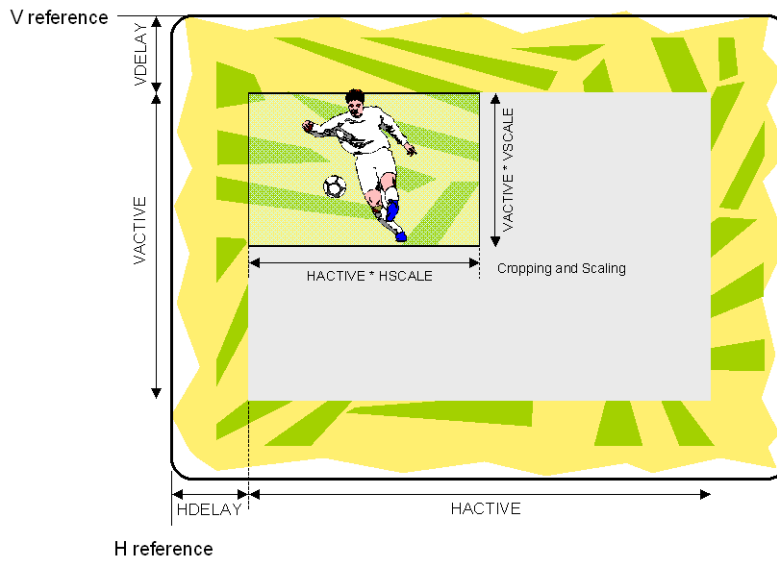 V reference
VDELAY
VACTIVE
VACTIVE * VSCALE
HACTIVE * HSCALE
Cropping and Scaling
HDELAY
HACTIVE
H reference